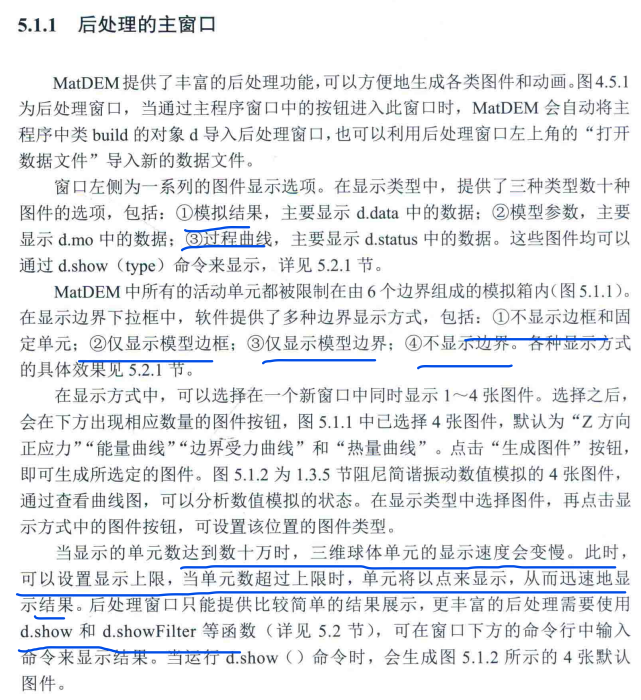 5.1.1 后处理的主窗口
MatDEM提供了丰富的后处理功能,可以方便地生成各类图件和动画。图4.5.1
为后处理窗口，当通过主程序窗口中的按钮进入此窗口时，MatDEM 会自动将主
程序中类 build 的对象 d 导入后处理窗口,也可以利用后处理窗口左上角的“打开
数据文件”导入新的数据文件。
窗口左侧为一系列的图件显示选项。在显示类型中，提供了三种类型数十种
图件的选项，包括：①模拟结果，主要显示 d.data 中的数据；②模型参数，主要
显示 d.mo 中的数据；③过程曲线，主要显示 d.status 中的数据。这些图件均可以
通过 d.show（type）命令来显示，详见 5.2.1 节。
MatDEM 中所有的活动单元都被限制在由 6 个边界组成的模拟箱内(图5.1.1)。
在显示边界下拉框中，软件提供了多种边界显示方式，包括：①不显示边框和固
定单元；②仅显示模型边框；③仅显示模型边界；④不显示边界。各种显示方式
的具体效果见 5.2.1 节。
在显示方式中，可以选择在一个新窗口中同时显示 1～4 张图件。选择之后，
会在下方出现相应数量的图件按钮，图 5.1.1 中已选择 4 张图件，默认为“Z 方向
正应力”“能量曲线”“边界受力曲线”和“热量曲线”。点击“生成图件”按钮，
即可生成所选定的图件。图 5.1.2 为 1.3.5 节阻尼简谐振动数值模拟的 4 张图件，
通过查看曲线图，可以分析数值模拟的状态。在显示类型中选择图件，再点击显
示方式中的图件按钮，可设置该位置的图件类型。
当显示的单元数达到数十万时，三维球体单元的显示速度会变慢。此时，
可以设置显示上限，当单元数超过上限时，单元将以点来显示，从而迅速地显
示结果。后处理窗口只能提供比较简单的结果展示，更丰富的后处理需要使用
d.show 和 d.showFilter 等函数（详见 5.2 节），可在窗口下方的命令行中输入
命令来显示结果。当运行 d.show（）命令时，会生成图 5.1.2 所示的 4 张默认
图件。